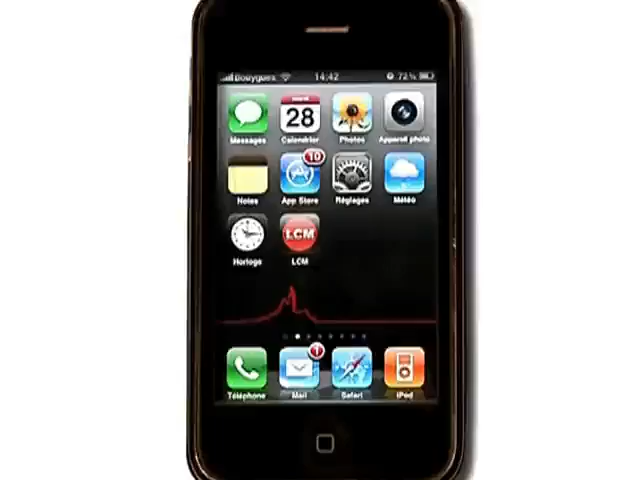 Bouygues 14:42 72%
28
Messages Calendrier Photos Appareil photo
10
Notes App Store Réglages Météo
LCM
Horloge LCM
1
Téléphone Mail Safari iPod